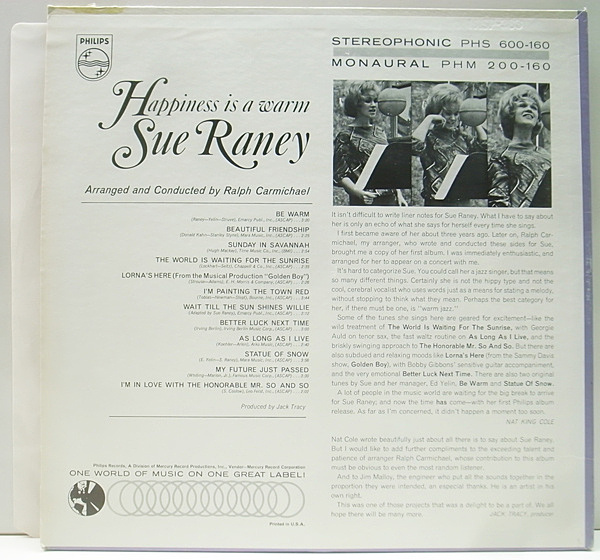 PHILIPS
STEREOPHONIC PHS 600-160
MONAURAL PHM 200-160
Happiness is a warm
Sue Raney
Arranged and Conducted by Ralph Carmichael
BE WARM
BEAUTIFUL FRIENDSHIP
SUNDAY IN SAVANNAH
THE WORLD IS WAITING FOR THE SUNRISE
LORNA'S HERE (From the Musical Production "Golden Boy")
I'M PAINTING THE TOWN RED
WAIT TILL THE SUN SHINES WILLIE
BETTER LUCK NEXT TIME
AS LONG AS I LIVE
STATUE OF SNOW
MY FUTURE JUST PASSED
I'M IN LOVE WITH THE HONORABLE MR. SO AND SO
Produced by Jack Tracy
Philips Records, A Division of Mercury Record Productions, Inc., Vendor—Mercury Record Corporation
ONE WORLD OF MUSIC ON ONE GREAT LABEL!
Printed in U.S.A.
It isn't difficult to write liner notes for Sue Raney. What I have to say about
her is only an echo of what she says for herself every time she sings.
I first became aware of her about three years ago. Later on, Ralph Car-
michael, my arranger, who wrote and conducted these sides for Sue,
brought me a copy of her first album. I was immediately enthusiastic, and
arranged for her to appear on a concert with me.
It's hard to categorize Sue. You could call her a jazz singer, but that means
so many different things. Certainly she is not the hippy type and not the
cool, cerebral vocalist who uses words just as a means for stating a melody,
without stopping to think what they mean. Perhaps the best category for
her, if there must be one, is "warm jazz."
Some of the tunes she sings here are geared for excitement—like the
wild treatment of The World Is Waiting For The Sunrise, with Georgie
Auld on tenor sax, the fast waltz routine on As Long As I Live, and the
briskly swinging approach to The Honorable Mr. So And So. But there are
also subdued and relaxing moods like Lorna's Here (from the Sammy Davis
show, Golden Boy), with Bobby Gibbons' sensitive guitar accompaniment,
and the very emotional Better Luck Next Time. There are also two original
tunes by Sue and her manager, Ed Yelin, Be Warm and Statue Of Snow.
A lot of people in the music world are waiting for the big break to arrive
for Sue Raney, and now the time has come—with her first Philips album
release. As far as I'm concerned, it didn't happen a moment too soon.
NAT KING COLE
Nat Cole wrote beautifully just about all there is to say about Sue Raney.
But I would like to add further compliments to the exceeding talent and
patience of arranger Ralph Carmichael, whose contribution to this album
must be obvious to even the most random listener.
And to Jim Malloy, the engineer who put all the sounds together in the
proportion they were intended, an especial thanks. He is an artist in his
own right.
This was one of those projects that was a delight to be a part of. We all
hope there will be many more.
JACK TRACY, producer